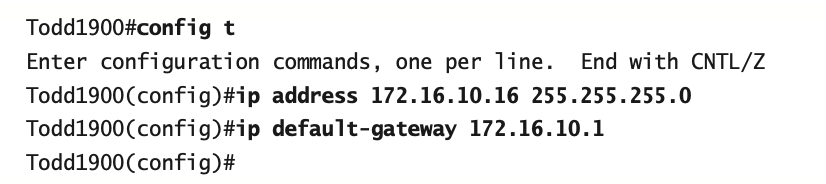 Todd1900#config t
Enter configuration commands, one per line.  End with CNTL/Z
Todd1900(config)#ip address 172.16.10.16 255.255.255.0
Todd1900(config)#ip default-gateway 172.16.10.1
Todd1900(config)#